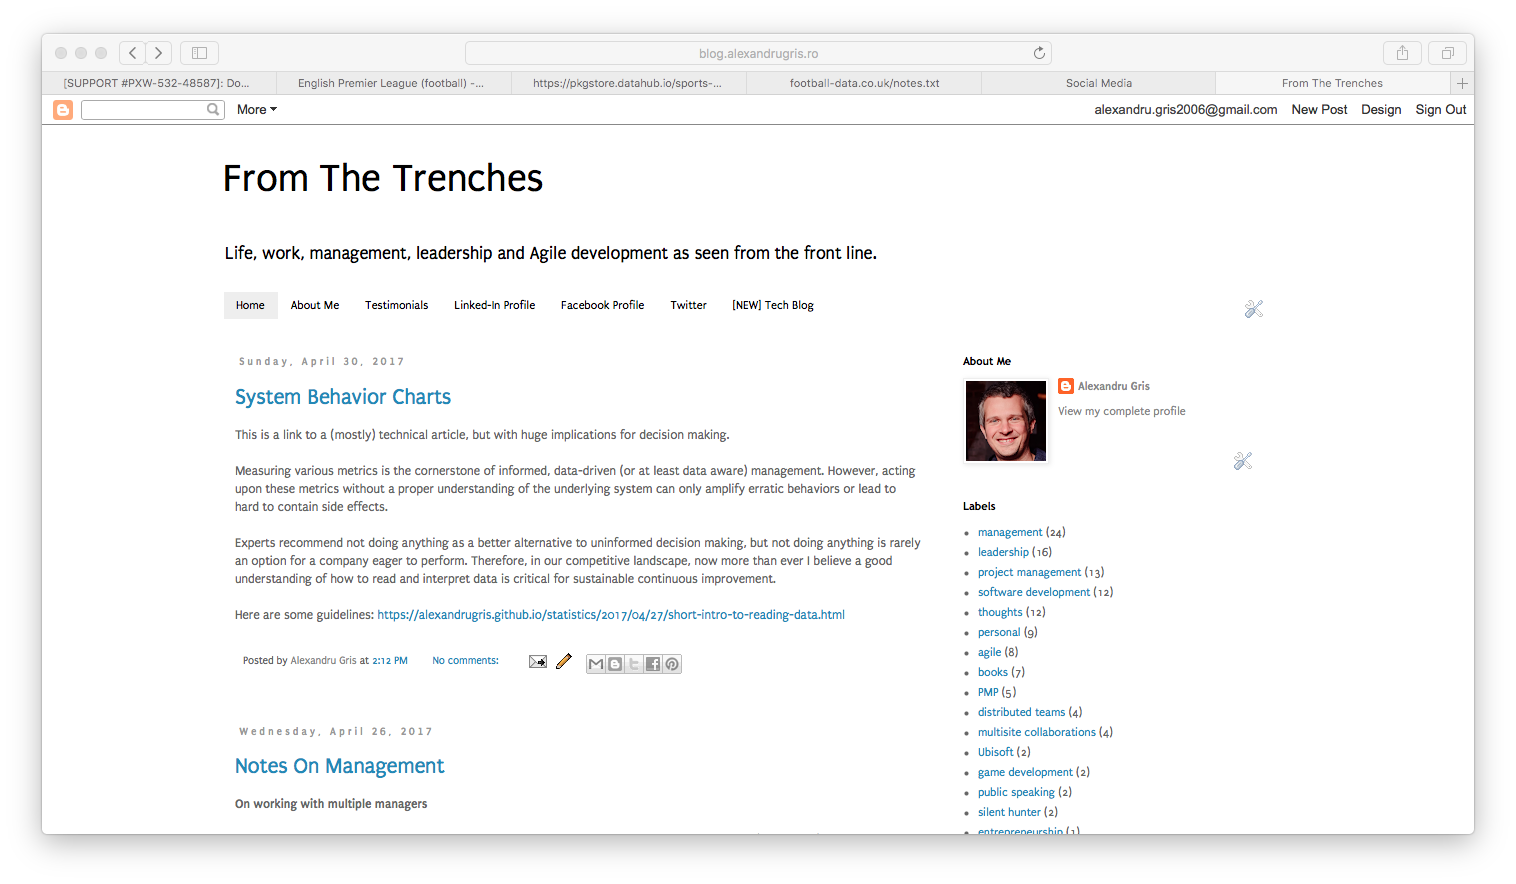 blog.alexandrugris.ro
[SUPPORT #PXW-532-48587]: Do...
English Premier League (football) -...
https://pkgstore.datahub.io/sports-...
football-data.co.uk/notes.txt
Social Media
From The Trenches
More
alexandru.gris2006@gmail.com
New Post
Design
Sign Out
From The Trenches
Life, work, management, leadership and Agile development as seen from the front line.
Home
About Me
Testimonials
Linked-In Profile
Facebook Profile
Twitter
[NEW] Tech Blog
Sunday, April 30, 2017
System Behavior Charts
This is a link to a (mostly) technical article, but with huge implications for decision making.
Measuring various metrics is the cornerstone of informed, data-driven (or at least data aware) management. However, acting
upon these metrics without a proper understanding of the underlying system can only amplify erratic behaviors or lead to
hard to contain side effects.
Experts recommend not doing anything as a better alternative to uninformed decision making, but not doing anything is rarely
an option for a company eager to perform. Therefore, in our competitive landscape, now more than ever I believe a good
understanding of how to read and interpret data is critical for sustainable continuous improvement.
Here are some guidelines: https://alexandrugris.github.io/statistics/2017/04/27/short-intro-to-reading-data.html
Posted by Alexandru Gris at 2:12 PM
No comments:
Wednesday, April 26, 2017
Notes On Management
On working with multiple managers
About Me
Alexandru Gris
View my complete profile
Labels
management (24)
leadership (16)
project management (13)
software development (12)
thoughts (12)
personal (9)
agile (8)
books (7)
PMP (5)
distributed teams (4)
multisite collaborations (4)
Ubisoft (2)
game development (2)
public speaking (2)
silent hunter (2)
entrepreneurship (1)